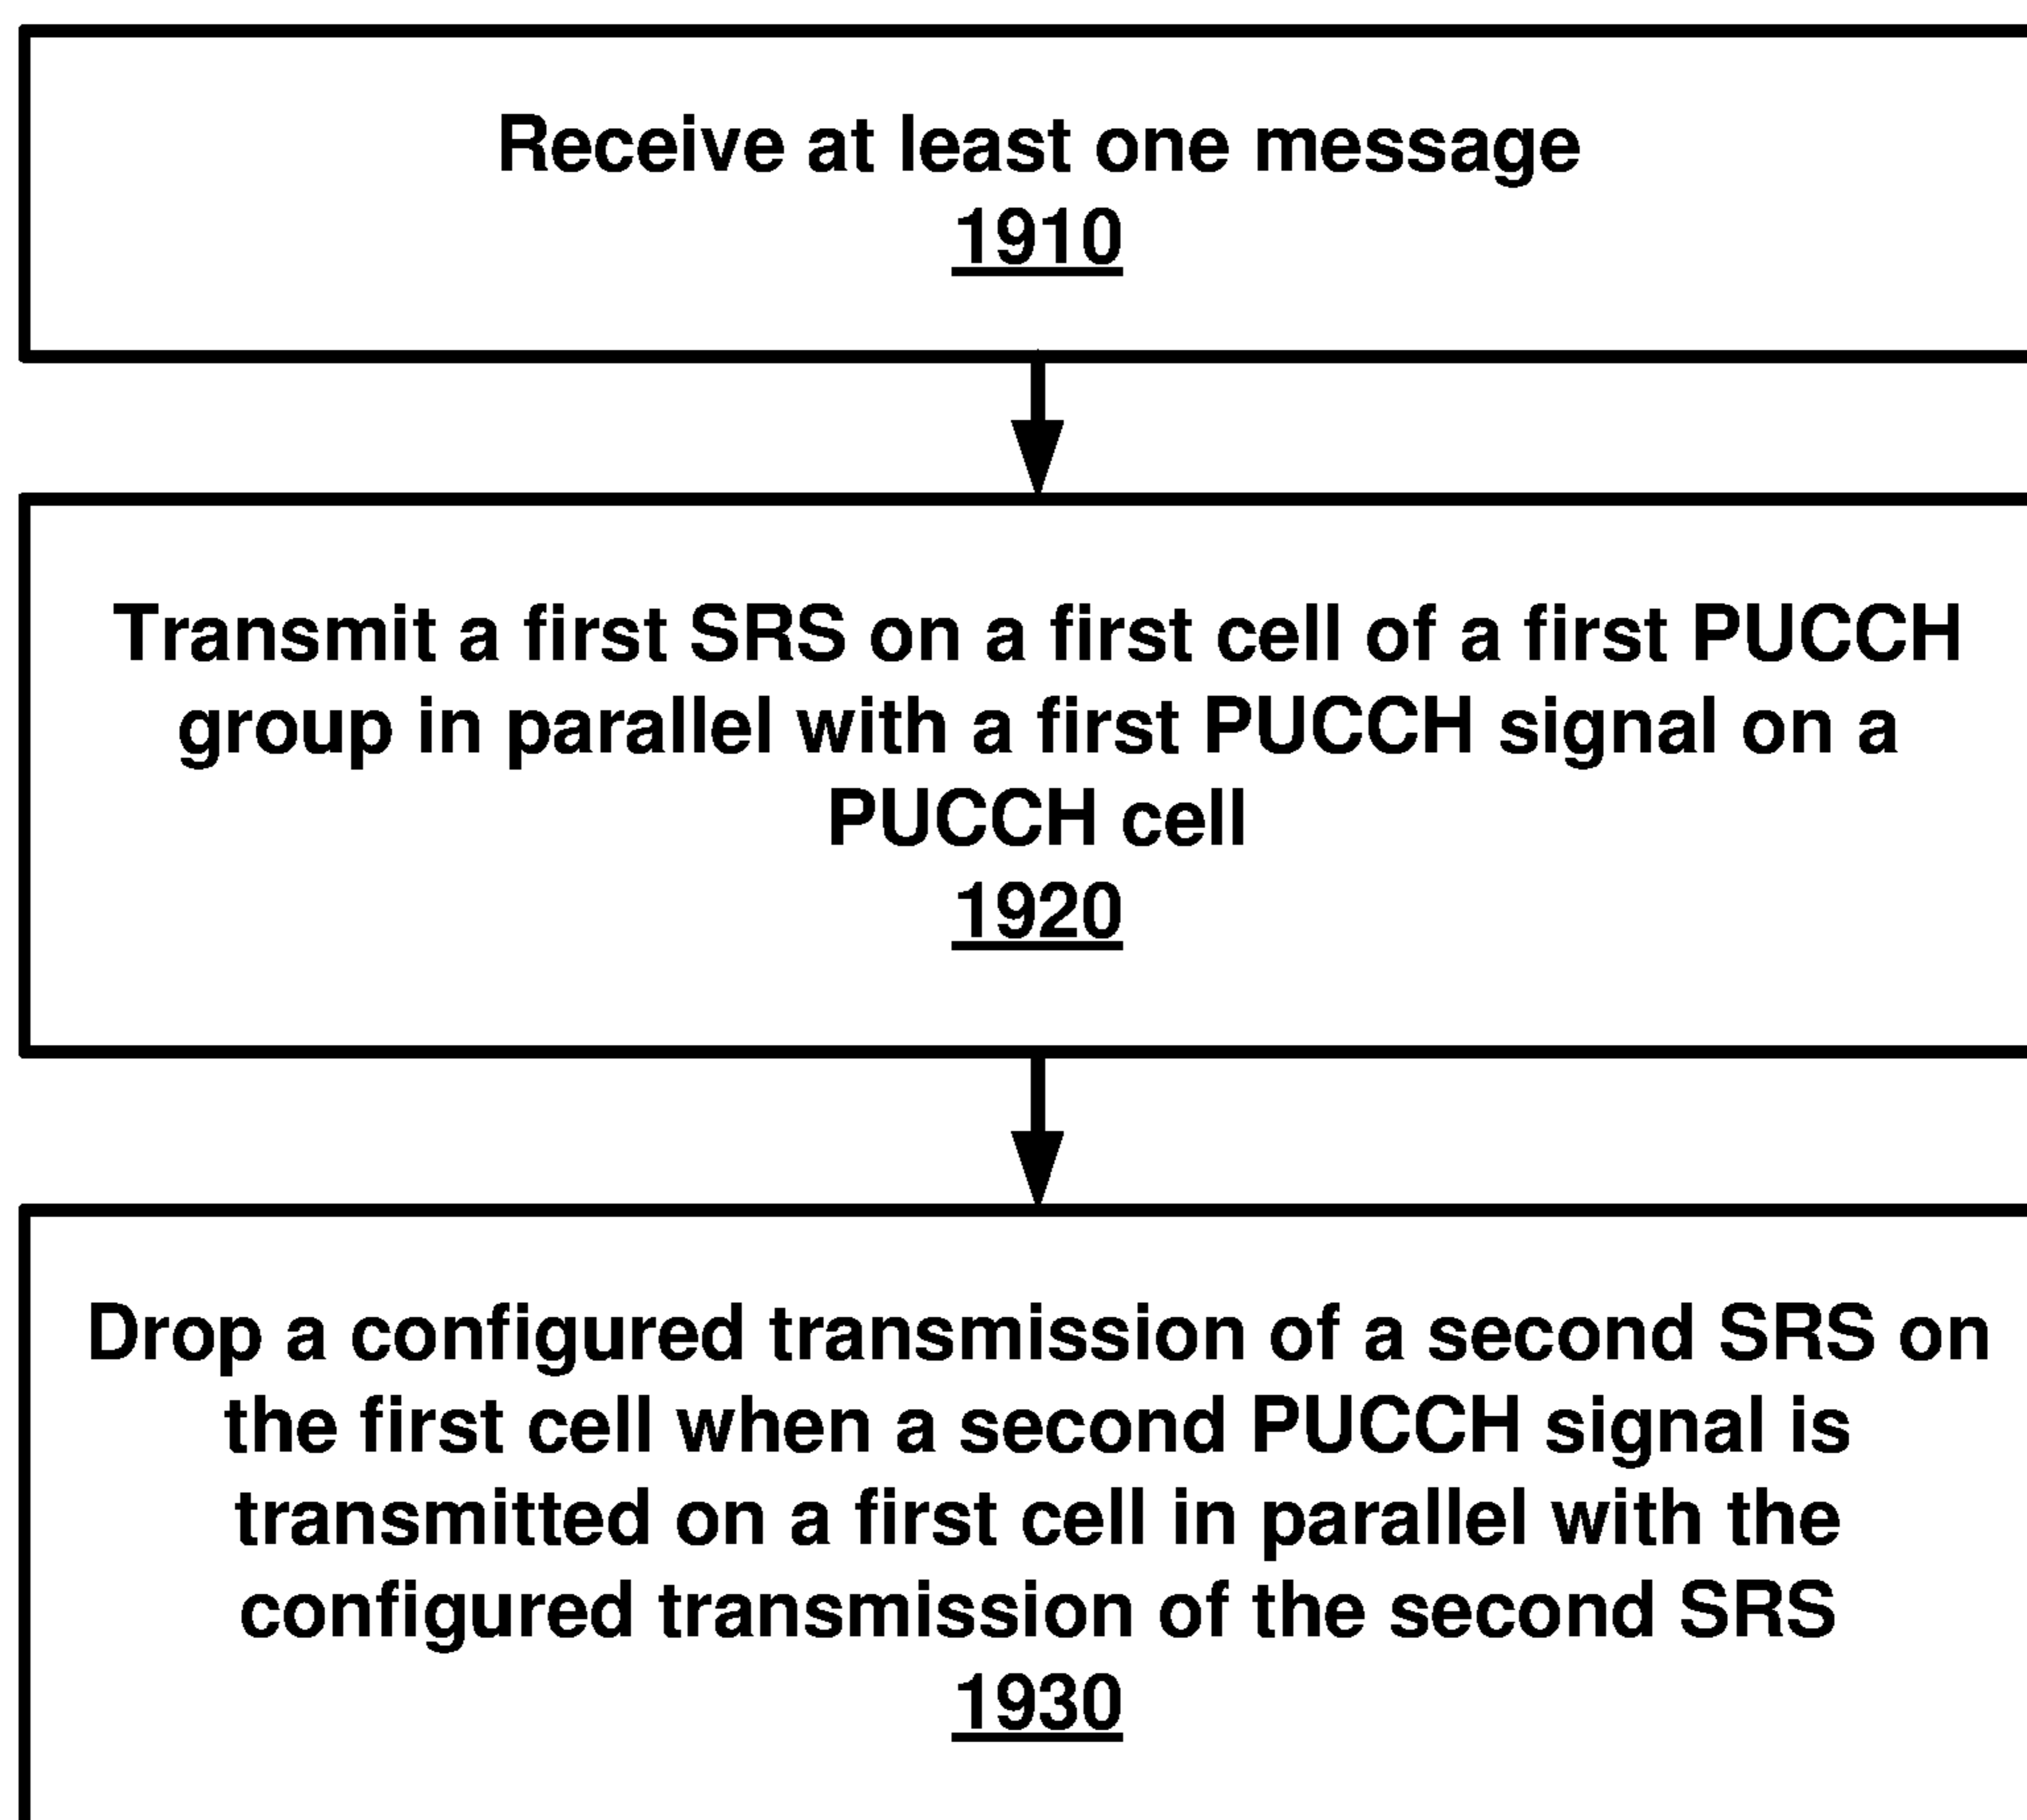 Receive at least one message
1910
Transmit a first SRS on a first cell of a first PUCCH
group in parallel with a first PUCCH signal on a
PUCCH cell
1920
Drop a configured transmission of a second SRS on
the first cell when a second PUCCH signal is
transmitted on a first cell in parallel with the
configured transmission of the second SRS
1930